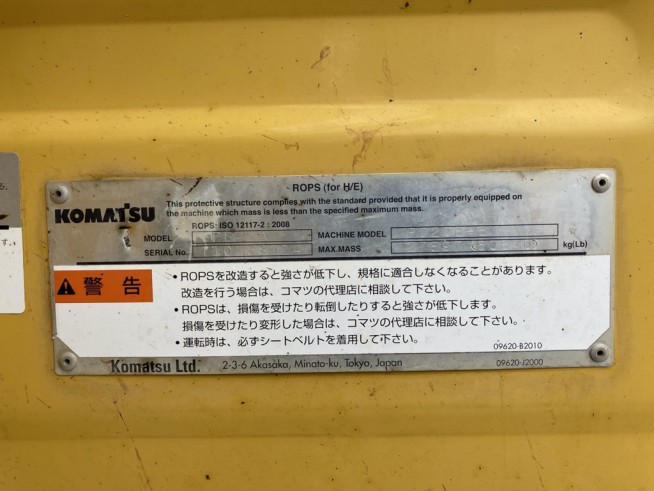 ROPS (for H/E)
KOMATSU
This protective structure complies with the standard provided that it is properly equipped on
the machine which mass is less than the specified maximum mass.
ROPS: ISO 12117-2 : 2008
MODEL
MACHINE MODEL
SERIAL No.
MAX.MASS
kg(Lb)
警告
・ROPSを改造すると強さが低下し、規格に適合しなくなることがあります。
改造を行う場合は、コマツの代理店に相談して下さい。
・ROPSは、損傷を受けたり転倒したりすると強さが低下します。
損傷を受けたり変形した場合は、コマツの代理店に相談して下さい。
・運転時は、必ずシートベルトを着用して下さい。
09620-B2010
Komatsu Ltd.
2-3-6 Akasaka, Minato-ku, Tokyo, Japan
09620-J2000